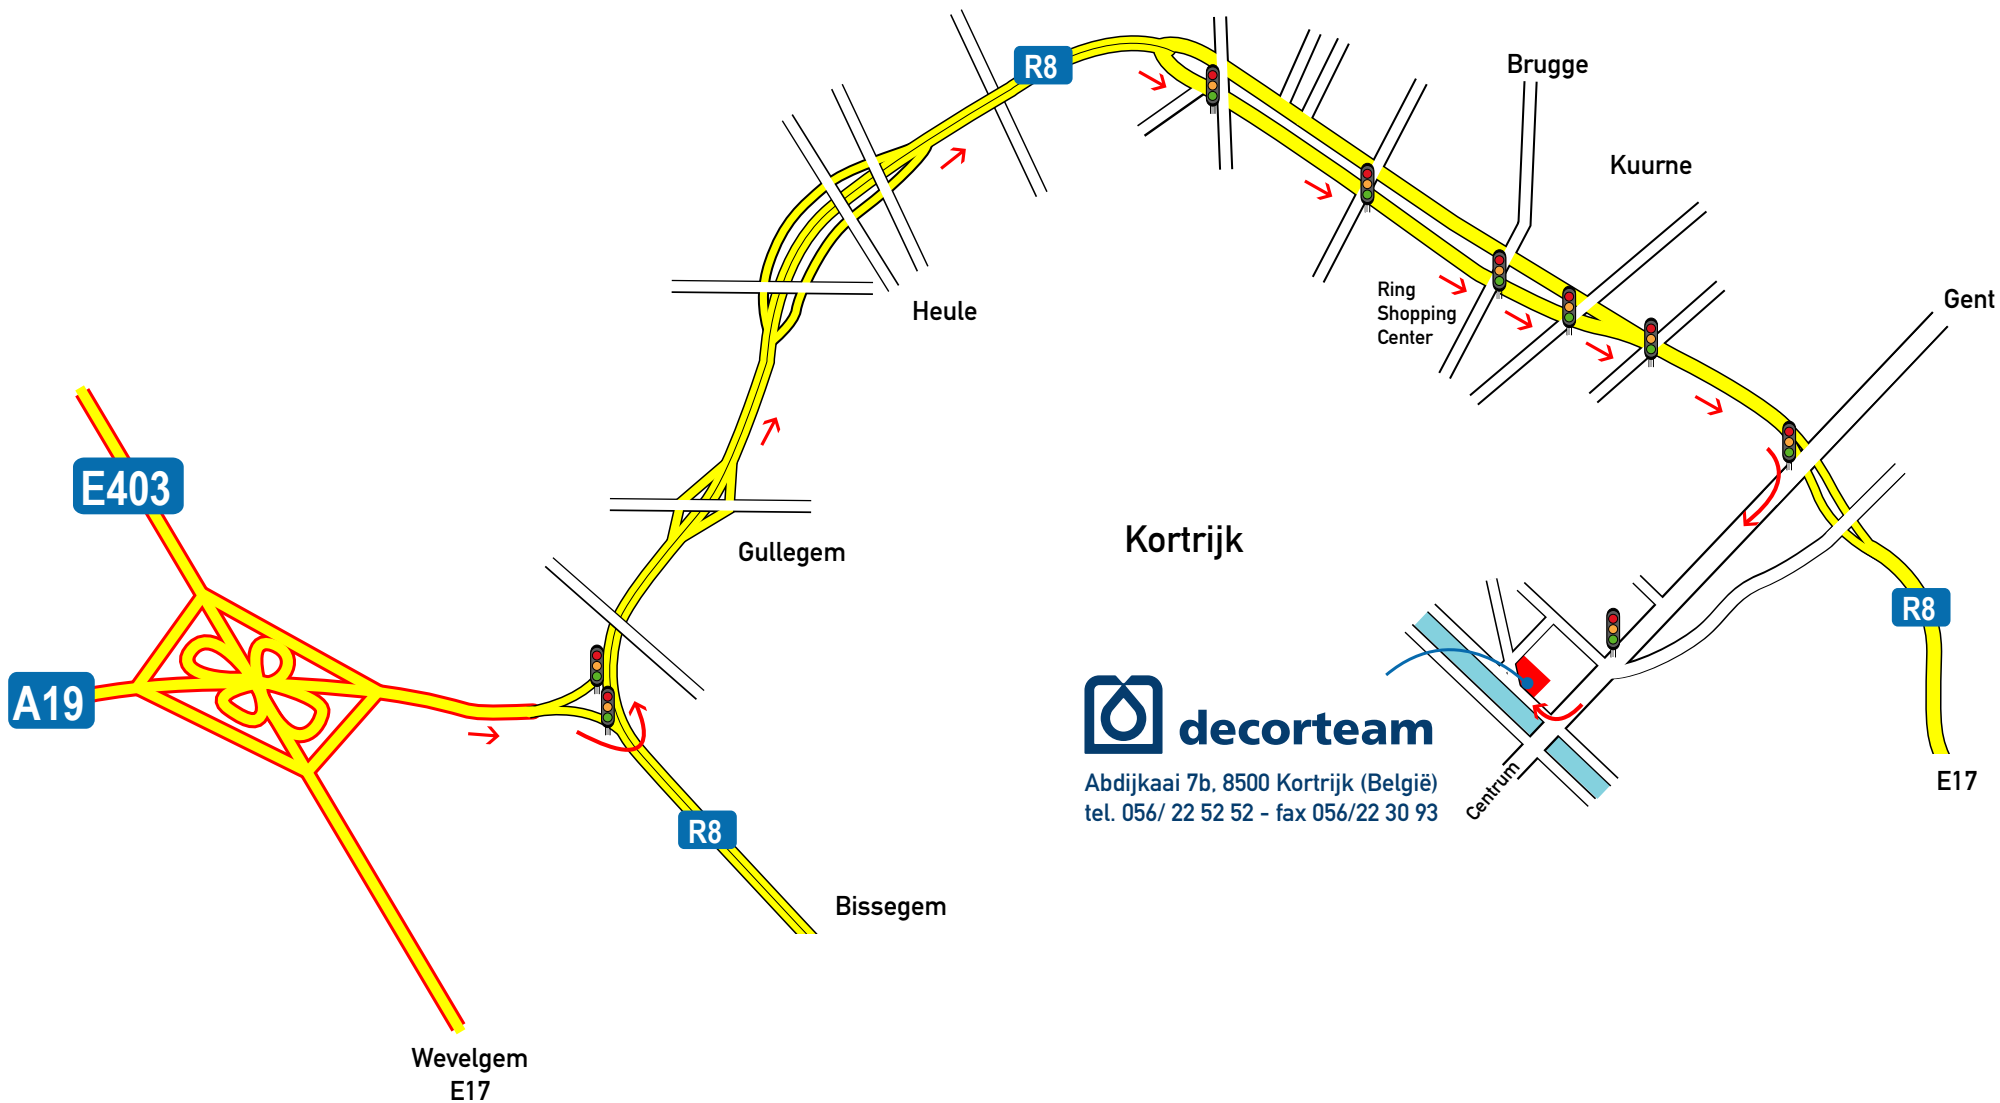 R8
Brugge
Kuurne
Ring
Shopping
Center
Gent
Heule
E403
Gullegem
Kortrijk
R8
A19
decorteam
Abdijkaai 7b, 8500 Kortrijk (België)
tel. 056/ 22 52 52 - fax 056/22 30 93
Centrum
E17
R8
Bissegem
Wevelgem
E17